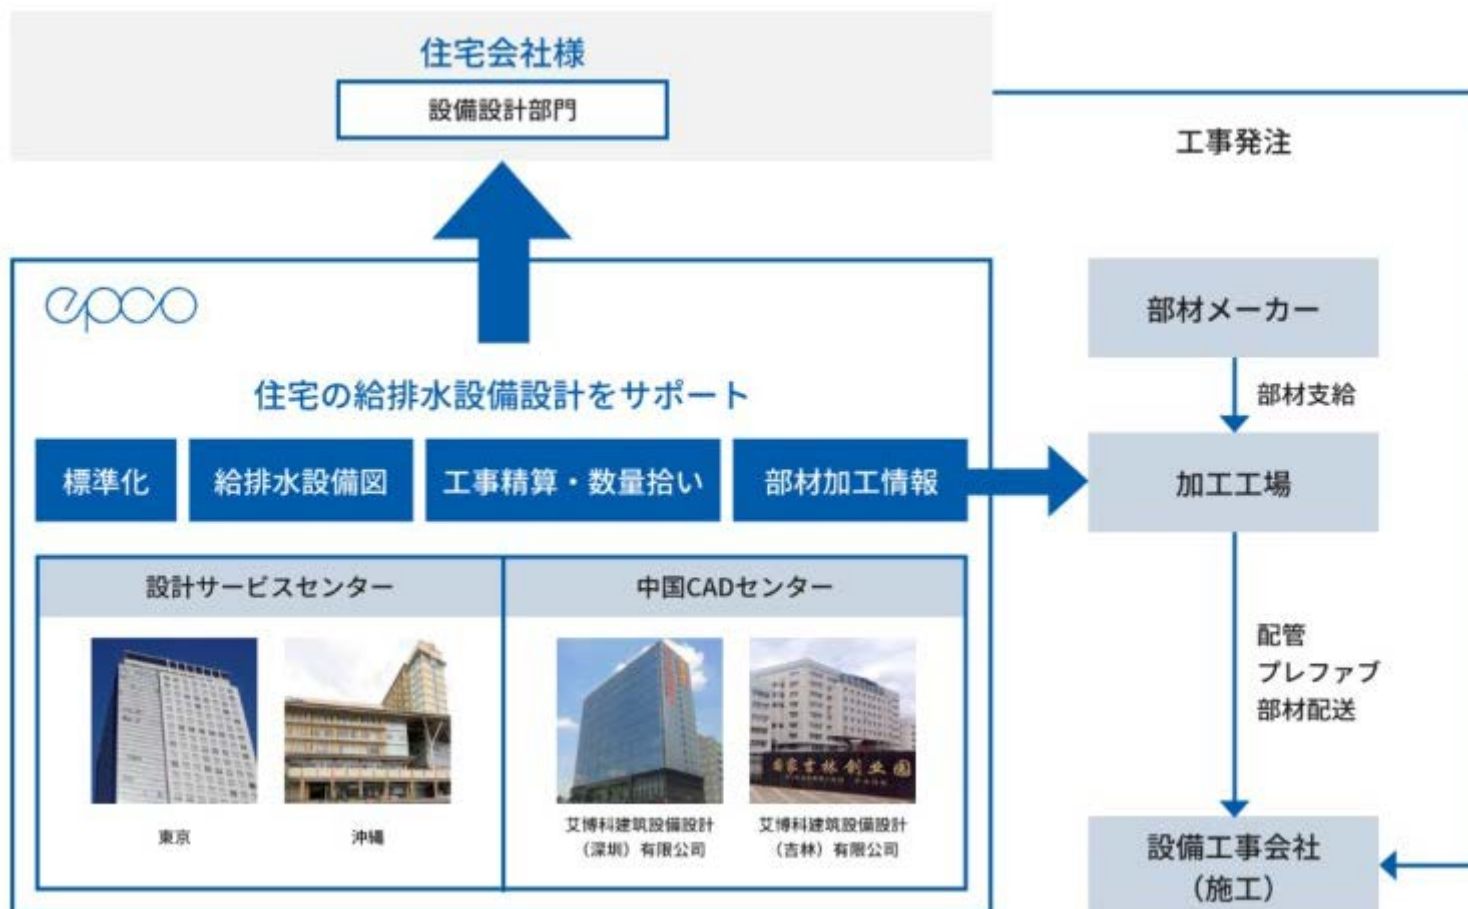 住宅会社様
設備設計部門
工事発注
epco
住宅の給排水設備設計をサポート
標準化
給排水設備図
工事精算・数量拾い
部材加工情報
部材メーカー
部材支給
加工工場
配管
プレファブ
部材配送
設備工事会社
(施工)
設計サービスセンター
中国CADセンター
国家吉林创业园
東京
沖縄
艾博科建筑設備設計
(深圳)有限公司
艾博科建筑設備設計
(吉林)有限公司